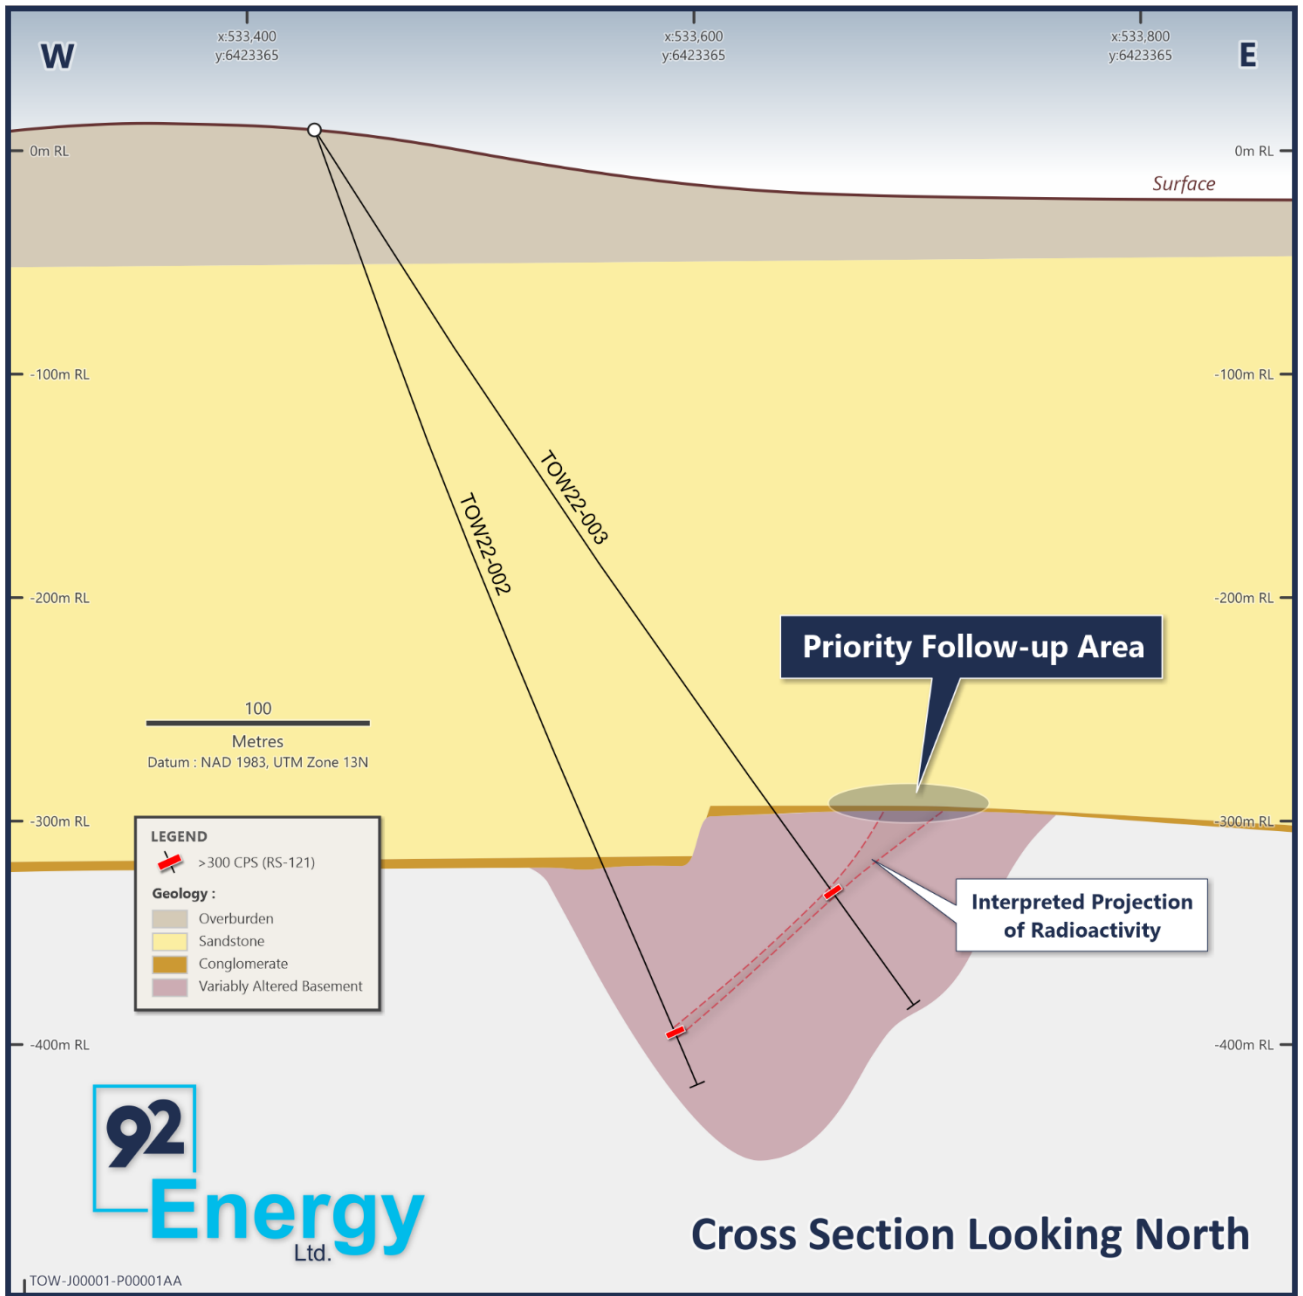 W
x:533,400
y:6423365
x:533,600
y:6423365
x:533,800
y:6423365
E
0m RL
0m RL
Surface
-100m RL
-100m RL
TOW22-003
TOW22-002
-200m RL
-200m RL
Priority Follow-up Area
100
Metres
Datum : NAD 1983, UTM Zone 13N
-300m RL
-300m RL
LEGEND
>300 CPS (RS-121)
Geology :
Overburden
Sandstone
Conglomerate
Variably Altered Basement
Interpreted Projection
of Radioactivity
-400m RL
-400m RL
92
Energy
Ltd.
Cross Section Looking North
TOW-J00001-P00001AA